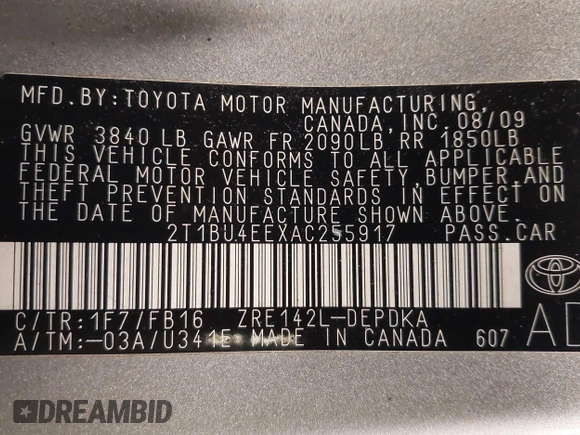 MFD.BY:TOYOTA MOTOR MANUFACTURING,
CANADA,INC.08/09
GVWR 3840 LB GAWR FR 2090LB RR 1850LB
THIS VEHICLE CONFORMS TO ALL APPLICABLE
FEDERAL MOTOR VEHICLE SAFETY,BUMPER,AND
THEFT PREVENTION STANDARDS IN EFFECT ON
THE DATE OF MANUFACTURE SHOWN ABOVE.
2T1BU4EEXAC255917 PASS.CAR
C/TR:1F7/FB16 ZRE142L-DEPDKA
A/TM:-03A/U341E MADE IN CANADA 607
DREAMBID